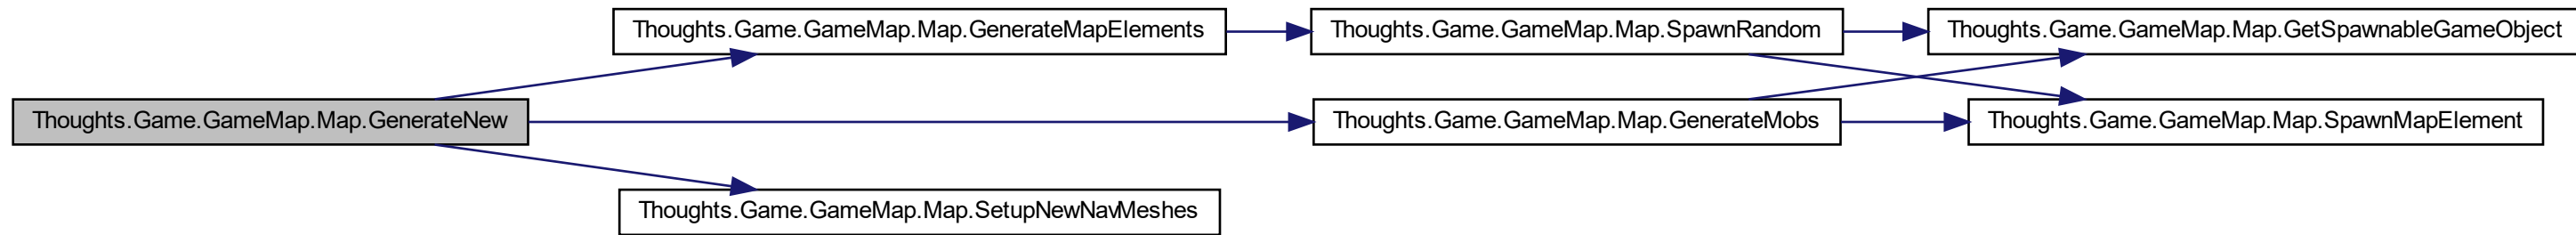 Thoughts.Game.GameMap.Map.GenerateMapElements
Thoughts.Game.GameMap.Map.SpawnRandom
Thoughts.Game.GameMap.Map.GetSpawnableGameObject
Thoughts.Game.GameMap.Map.GenerateNew
Thoughts.Game.GameMap.Map.GenerateMobs
Thoughts.Game.GameMap.Map.SpawnMapElement
Thoughts.Game.GameMap.Map.SetupNewNavMeshes